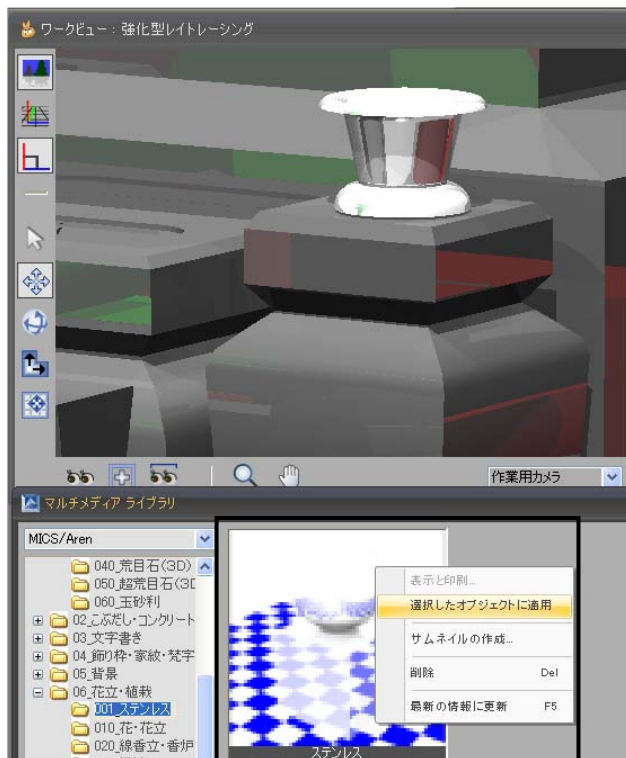 ワークビュー：強化型レイトレーシング
作業用カメラ
マルチメディア ライブラリ
MICS/Aren
040_荒目石(3D)
050_超荒目石(3D
060_玉砂利
02_こぶだし・コンクリート
03_文字書き
04_飾り枠・家紋・梵字
05_背景
06_花立・植栽
001_ステンレス
010_花・花立
020_線香立・香炉
表示と印刷...
選択したオブジェクトに適用
サムネイルの作成...
削除 Del
最新の情報に更新 F5
ステンレス